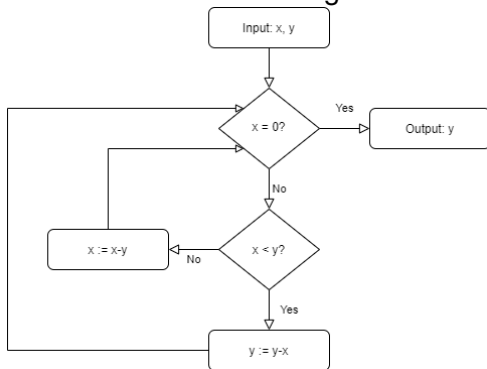 Input: x, y
Yes
x = 0?
Output: y
No
x := x-y
No
x < y?
Yes
y := y-x